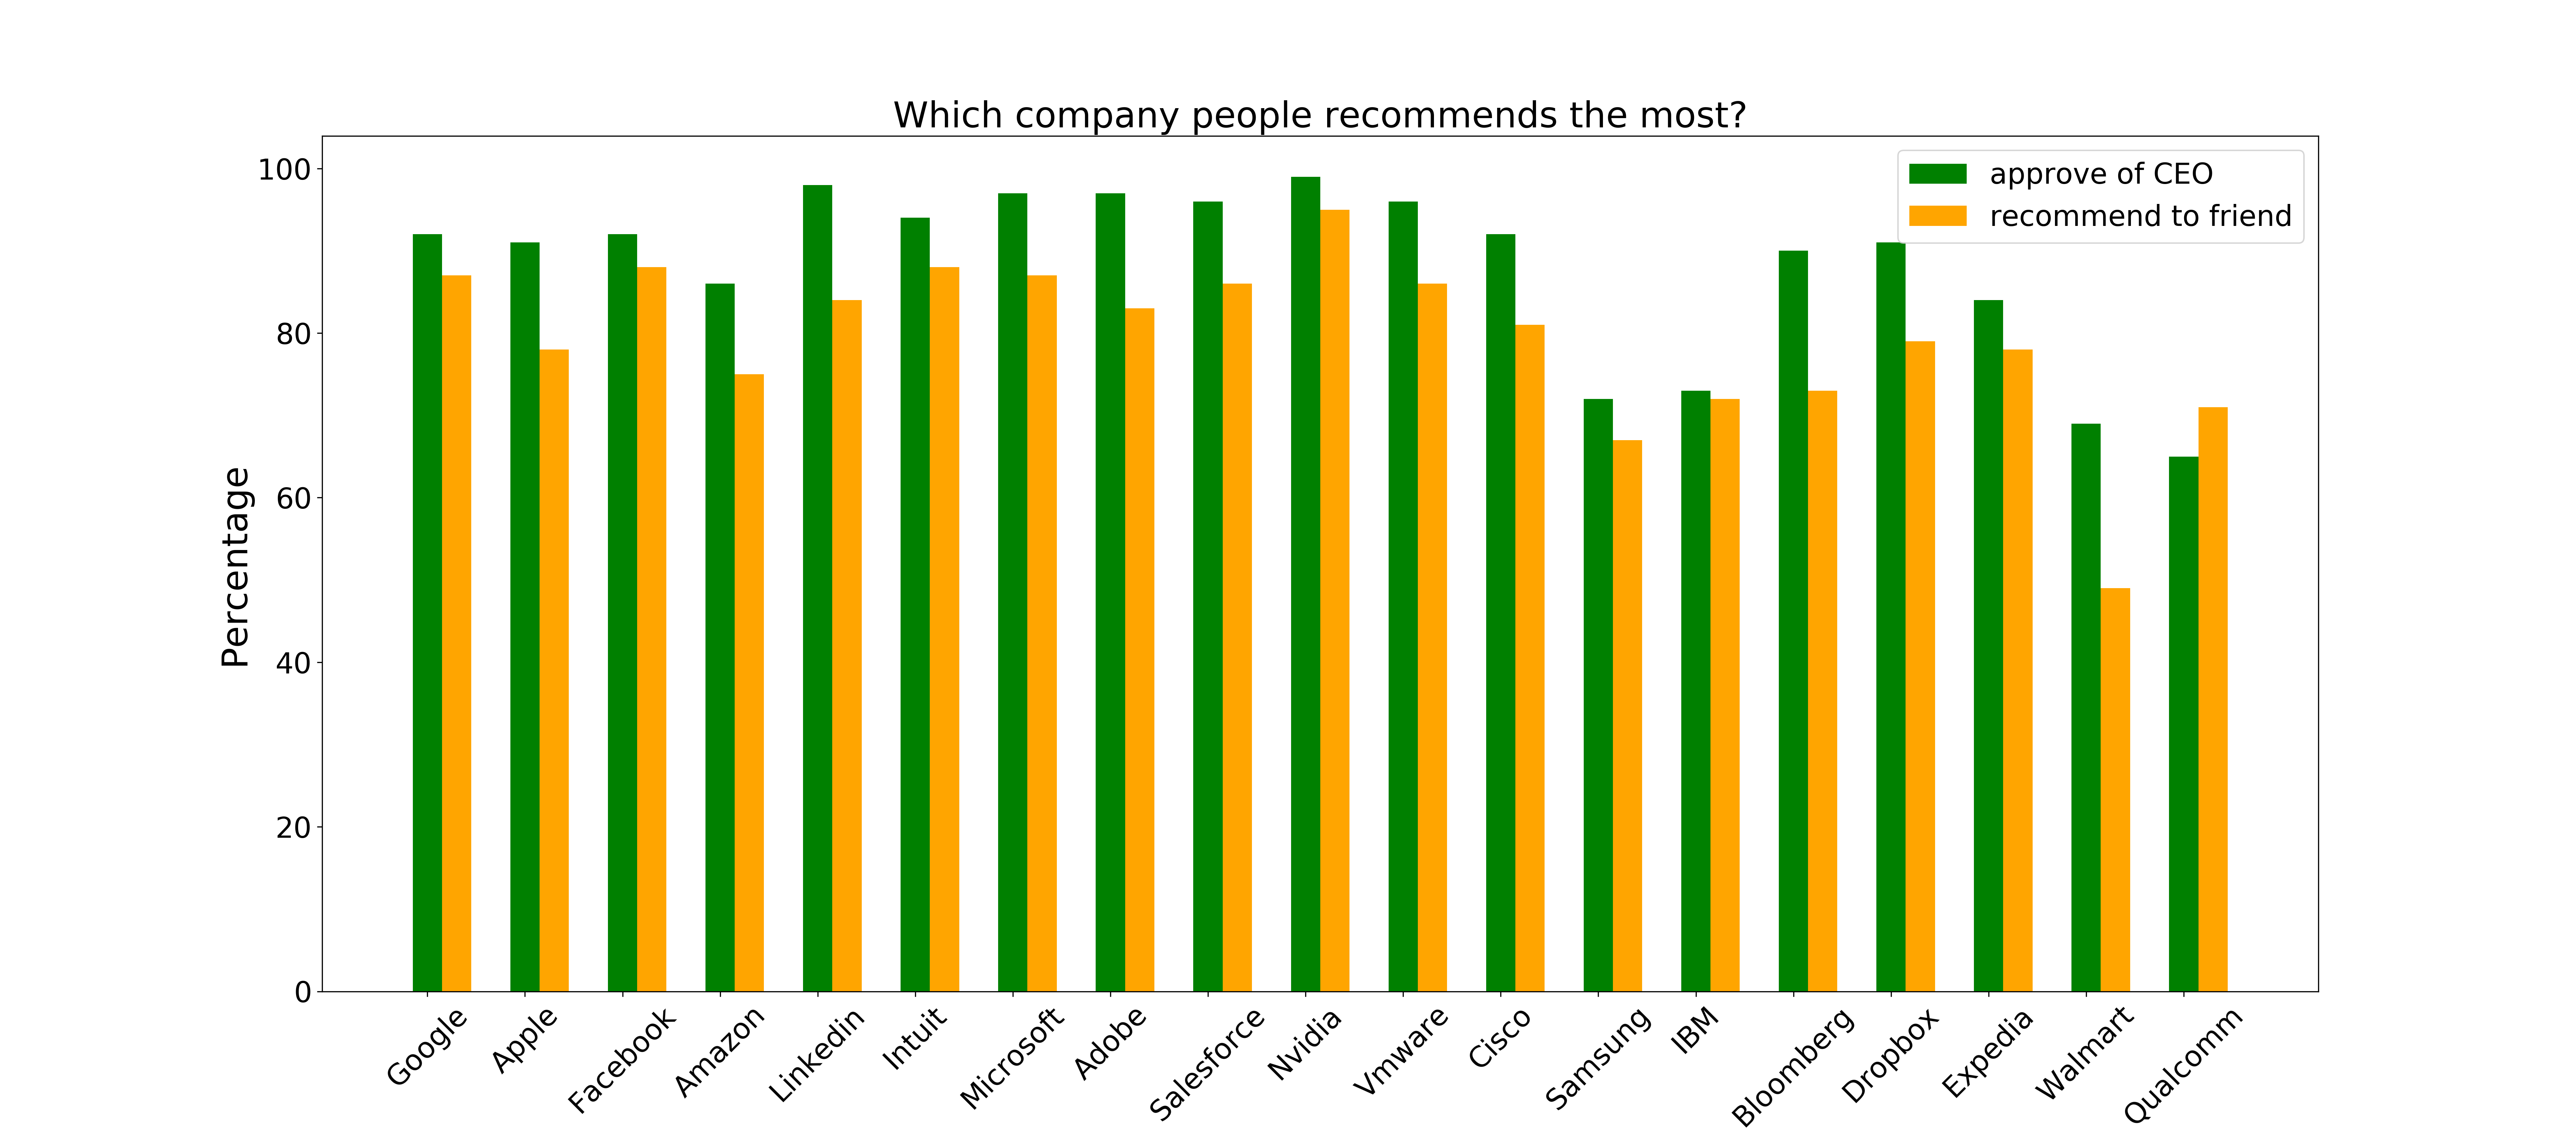 Which company people recommends the most?
approve of CEO
recommend to friend
Percentage
100
80
60
40
20
0
Google
Apple
Facebook
Amazon
Linkedin
Intuit
Microsoft
Adobe
Salesforce
Nvidia
Vmware
Cisco
Samsung
IBM
Bloomberg
Dropbox
Expedia
Walmart
Qualcomm